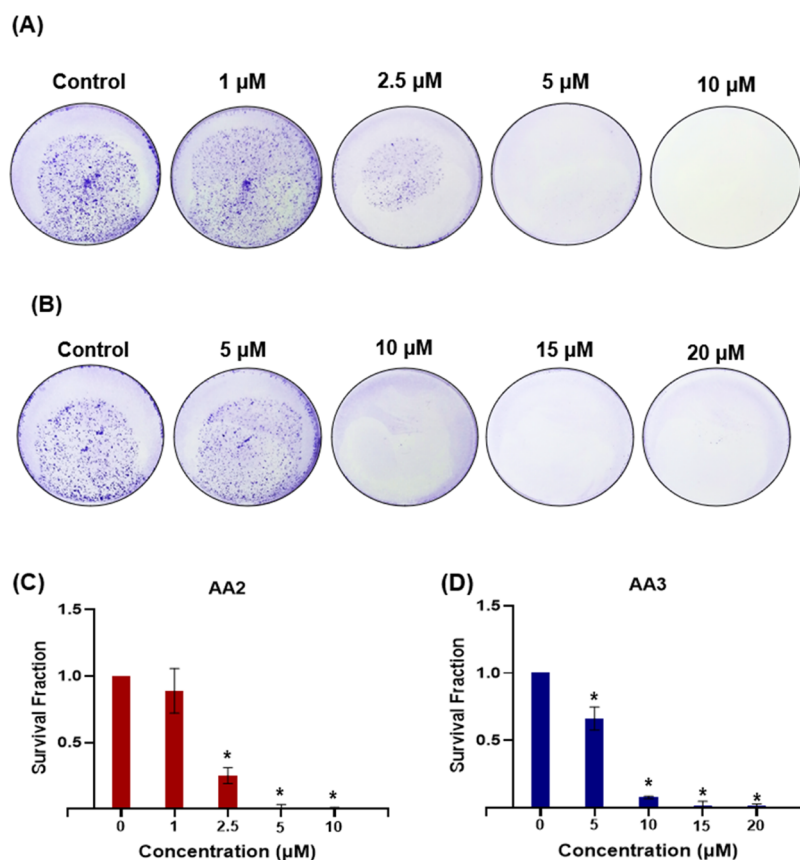 (A)
Control 1 µM 2.5 µM 5 µM 10 µM
(B)
Control 5 µM 10 µM 15 µM 20 µM
(C)
AA2
1.5
1.0
0.5
Survival Fraction
* * *
0 1 2.5 5 10
Concentration (µM)
(D)
AA3
1.5
1.0
0.5
Survival Fraction
* * * *
0 5 10 15 20
Concentration (µM)